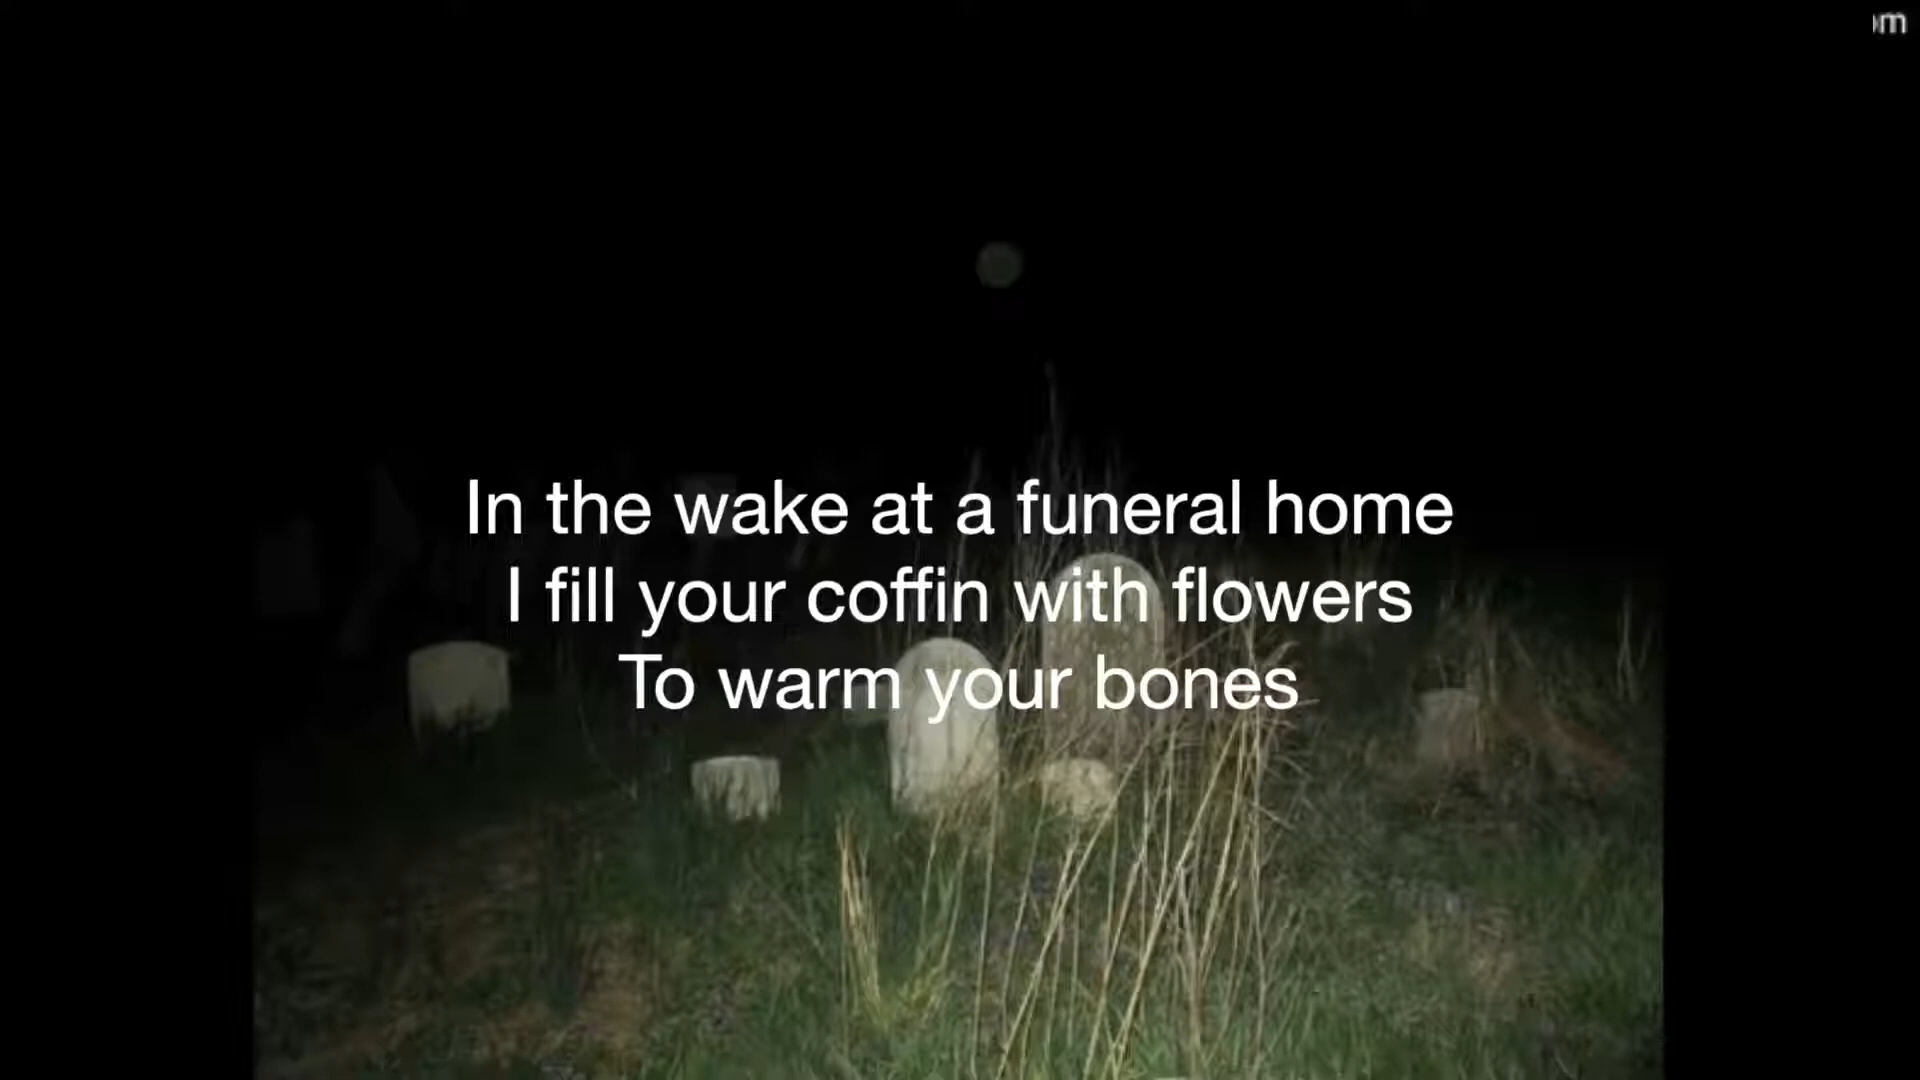 In the wake at a funeral home
I fill your coffin with flowers
To warm your bones